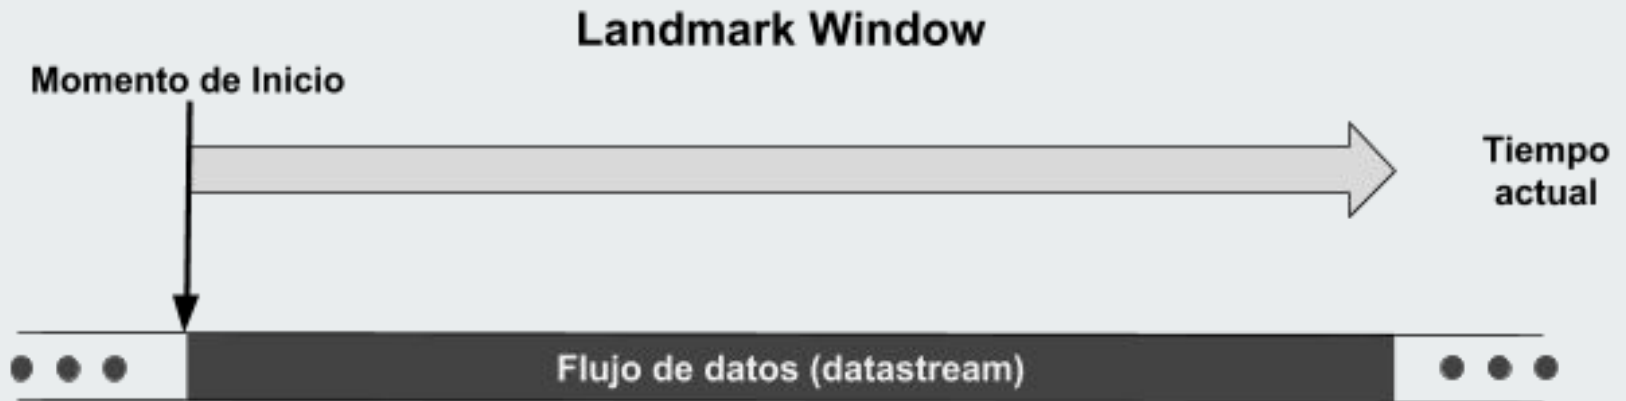 Landmark Window
Momento de Inicio
Tiempo
actual
Flujo de datos (datastream)